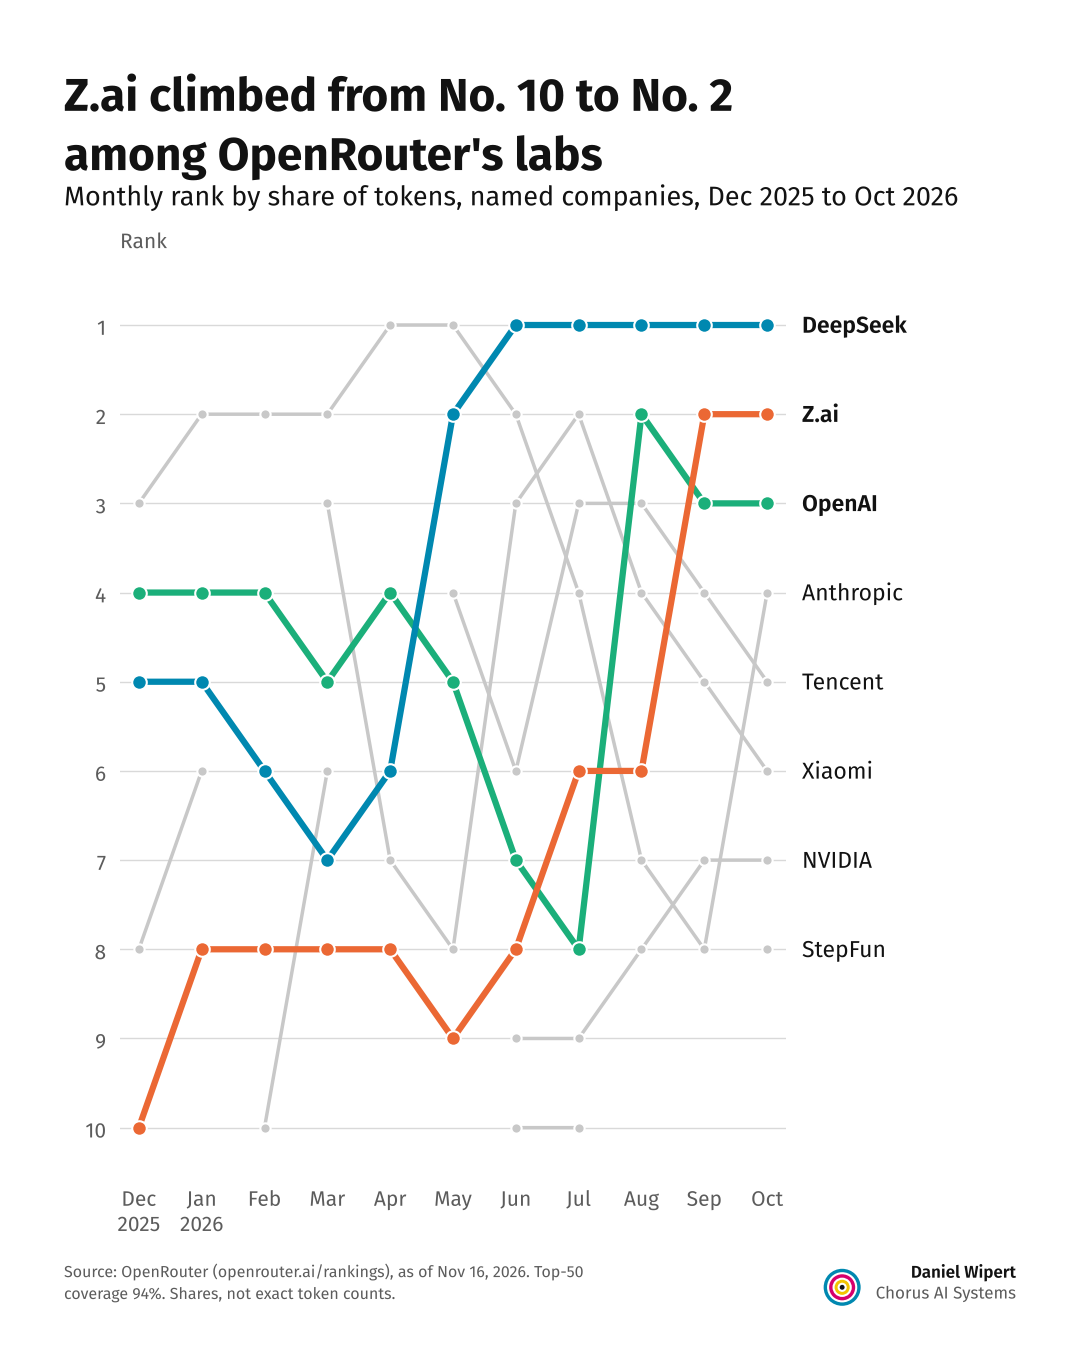 Z.ai climbed from No. 10 to No. 2
among OpenRouter's labs
Monthly rank by share of tokens, named companies, Dec 2025 to Oct 2026
Rank
1
DeepSeek
2
Z.ai
3
OpenAI
4
Anthropic
5
Tencent
6
Xiaomi
7
NVIDIA
8
StepFun
9
10
Dec Jan Feb Mar Apr May Jun Jul Aug Sep Oct
2025 2026
Source: OpenRouter (openrouter.ai/rankings), as of Nov 16, 2026. Top-50
coverage 94%. Shares, not exact token counts.
Daniel Wipert
Chorus AI Systems